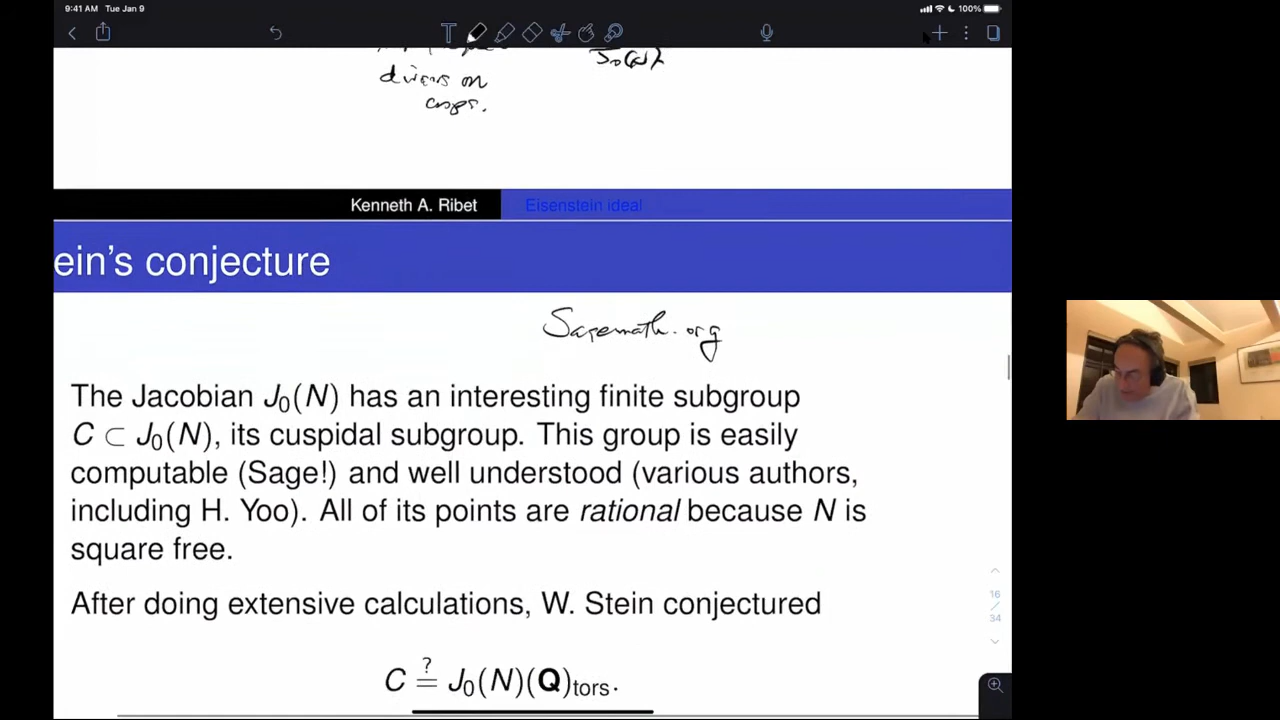 9:41 AM Tue Jan 9
100%
on
Kenneth A. Ribet
Eisenstein ideal
ein's conjecture
Sagemath.org
The Jacobian J₀(N) has an interesting finite subgroup
C ⊂ J₀(N), its cuspidal subgroup. This group is easily
computable (Sage!) and well understood (various authors,
including H. Yoo). All of its points are rational because N is
square free.
After doing extensive calculations, W. Stein conjectured
C ≟ J₀(N)(Q)tors.
16
/
34